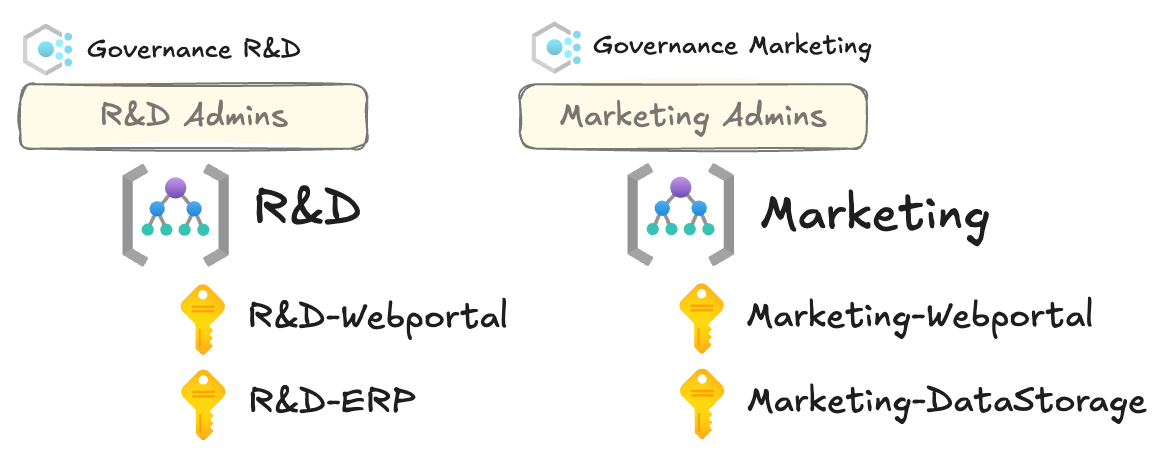 Governance R&D
R&D Admins
R&D
R&D-Webportal
R&D-ERP
Governance Marketing
Marketing Admins
Marketing
Marketing-Webportal
Marketing-DataStorage